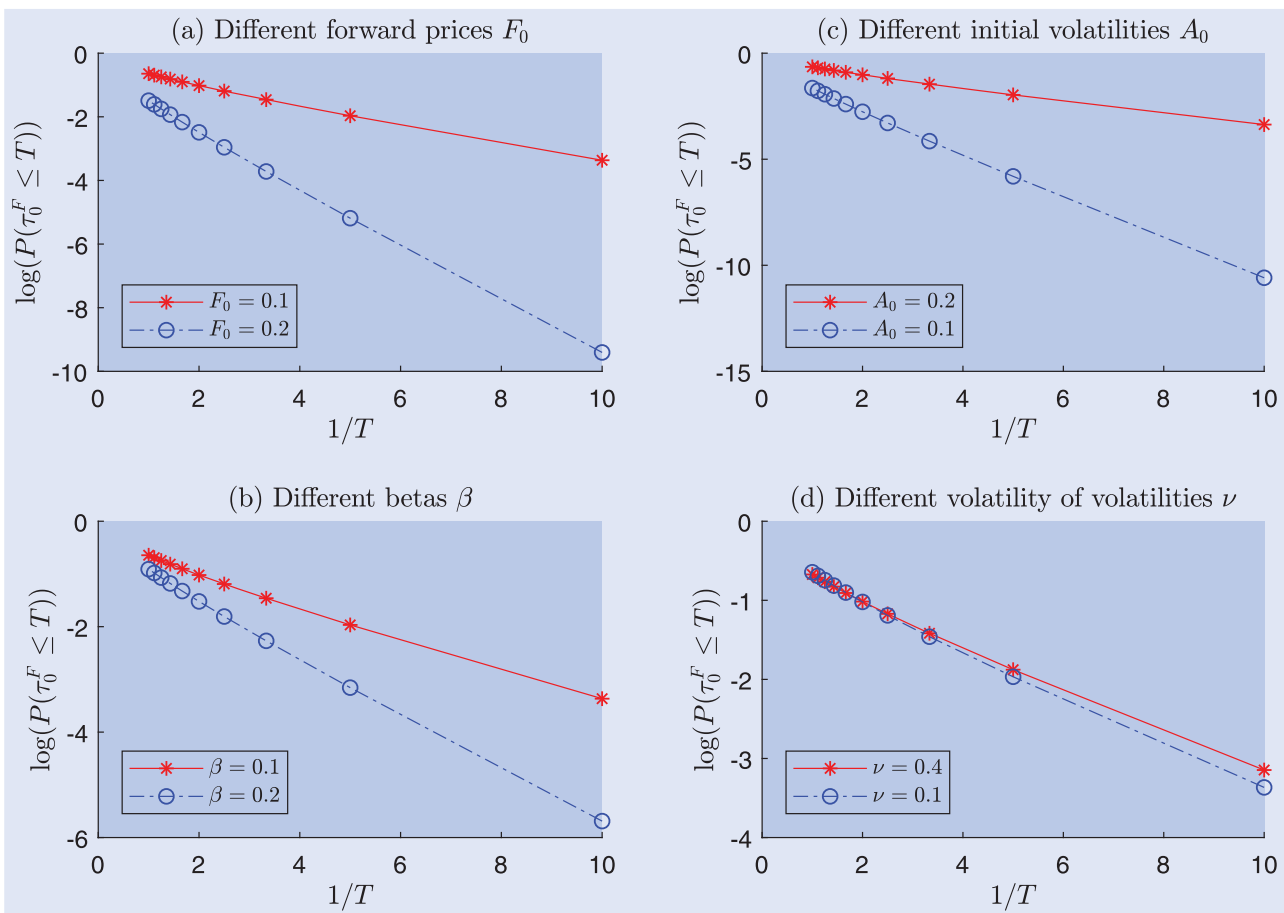 (a) Different forward prices F₀
log(P(τ₀ᶠ ≤ T))
0
-2
-4
-6
-8
-10
F₀ = 0.1
F₀ = 0.2
0 2 4 6 8 10
1/T
(c) Different initial volatilities A₀
log(P(τ₀ᶠ ≤ T))
0
-5
-10
-15
A₀ = 0.2
A₀ = 0.1
0 2 4 6 8 10
1/T
(b) Different betas β
log(P(τ₀ᶠ ≤ T))
0
-2
-4
-6
β = 0.1
β = 0.2
0 2 4 6 8 10
1/T
(d) Different volatility of volatilities ν
log(P(τ₀ᶠ ≤ T))
0
-1
-2
-3
-4
ν = 0.4
ν = 0.1
0 2 4 6 8 10
1/T